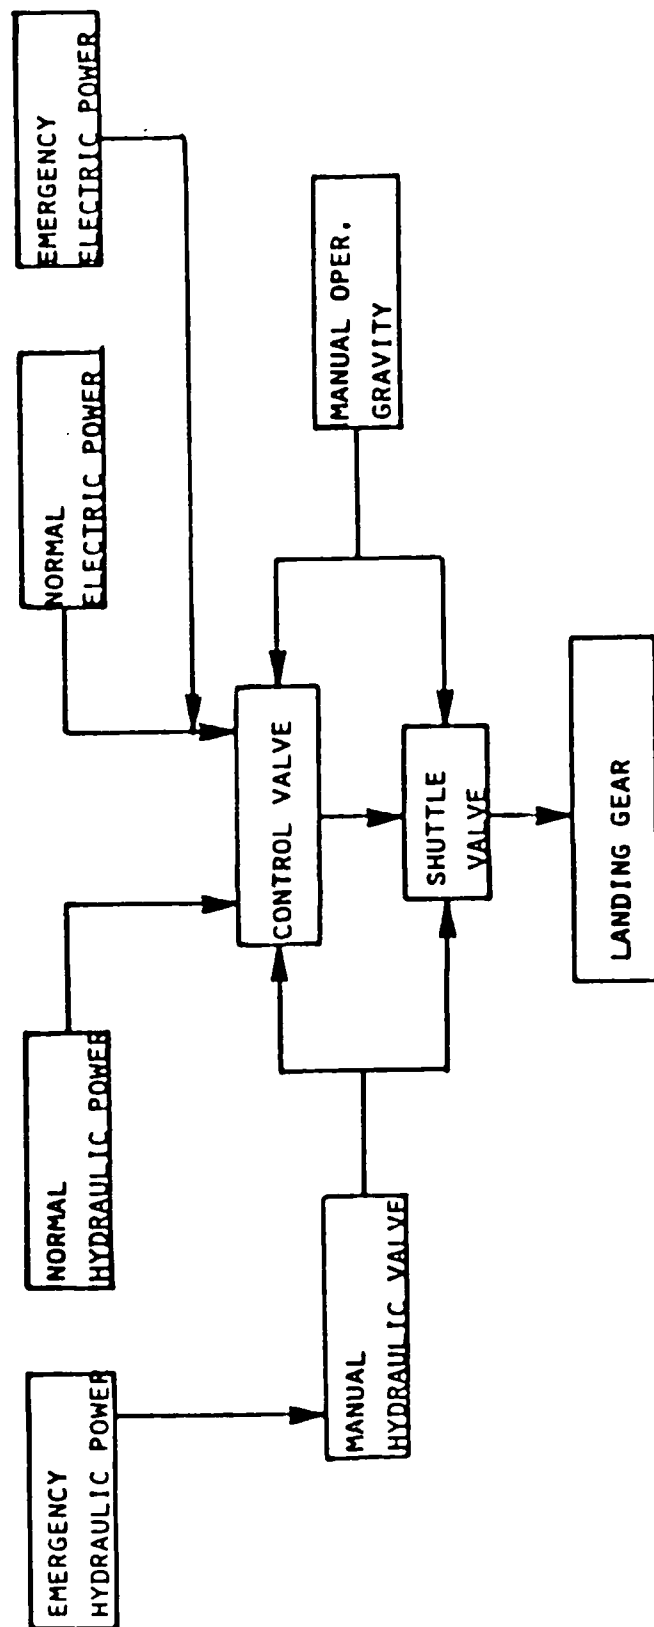 EMERGENCY
HYDRAULIC POWER
NORMAL
HYDRAULIC POWER
NORMAL
ELECTRIC POWER
EMERGENCY
ELECTRIC POWER
MANUAL
HYDRAULIC VALVE
CONTROL VALVE
MANUAL OPER.
GRAVITY
SHUTTLE
VALVE
LANDING GEAR